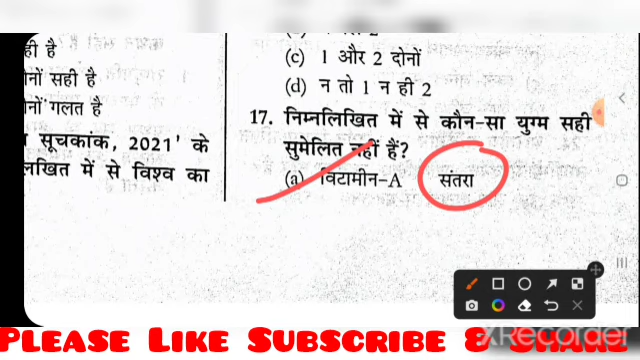 ही है
नों सही है
नों गलत है
सूचकांक, 2021' के
लखित में से विश्व का
(c) 1 और 2 दोनों
(d) न तो 1 न ही 2
17. निम्नलिखित में से कौन-सा युग्म सही
सुमेलित नहीं हैं?
(a) विटामीन-A संतरा
XRecorder
PLEASE LIKE SUBSCRIBE & SHARE